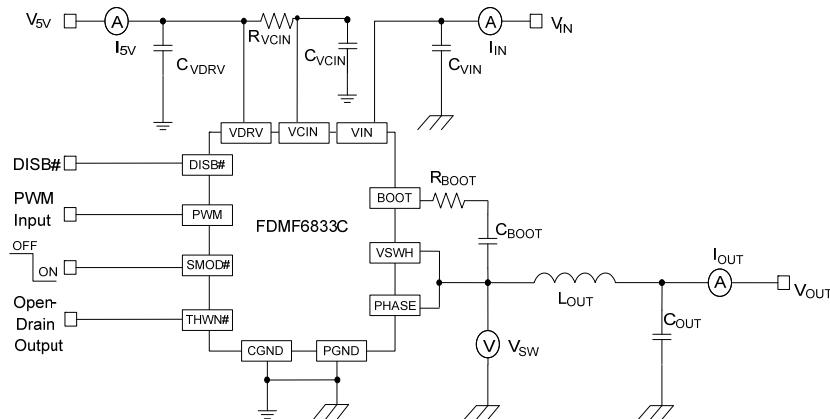 V5V
A
I5V
RVCIN
CVDRV
CVCIN
A
IIN
VIN
CVIN
VDRV
VCIN
VIN
DISB#
DISB#
PWM
Input
PWM
FDMF6833C
BOOT
RBOOT
CBOOT
OFF
ON
SMOD#
VSWH
Open-
Drain
Output
THWN#
PHASE
LOUT
IOUT
A
VOUT
COUT
V
VSW
CGND
PGND